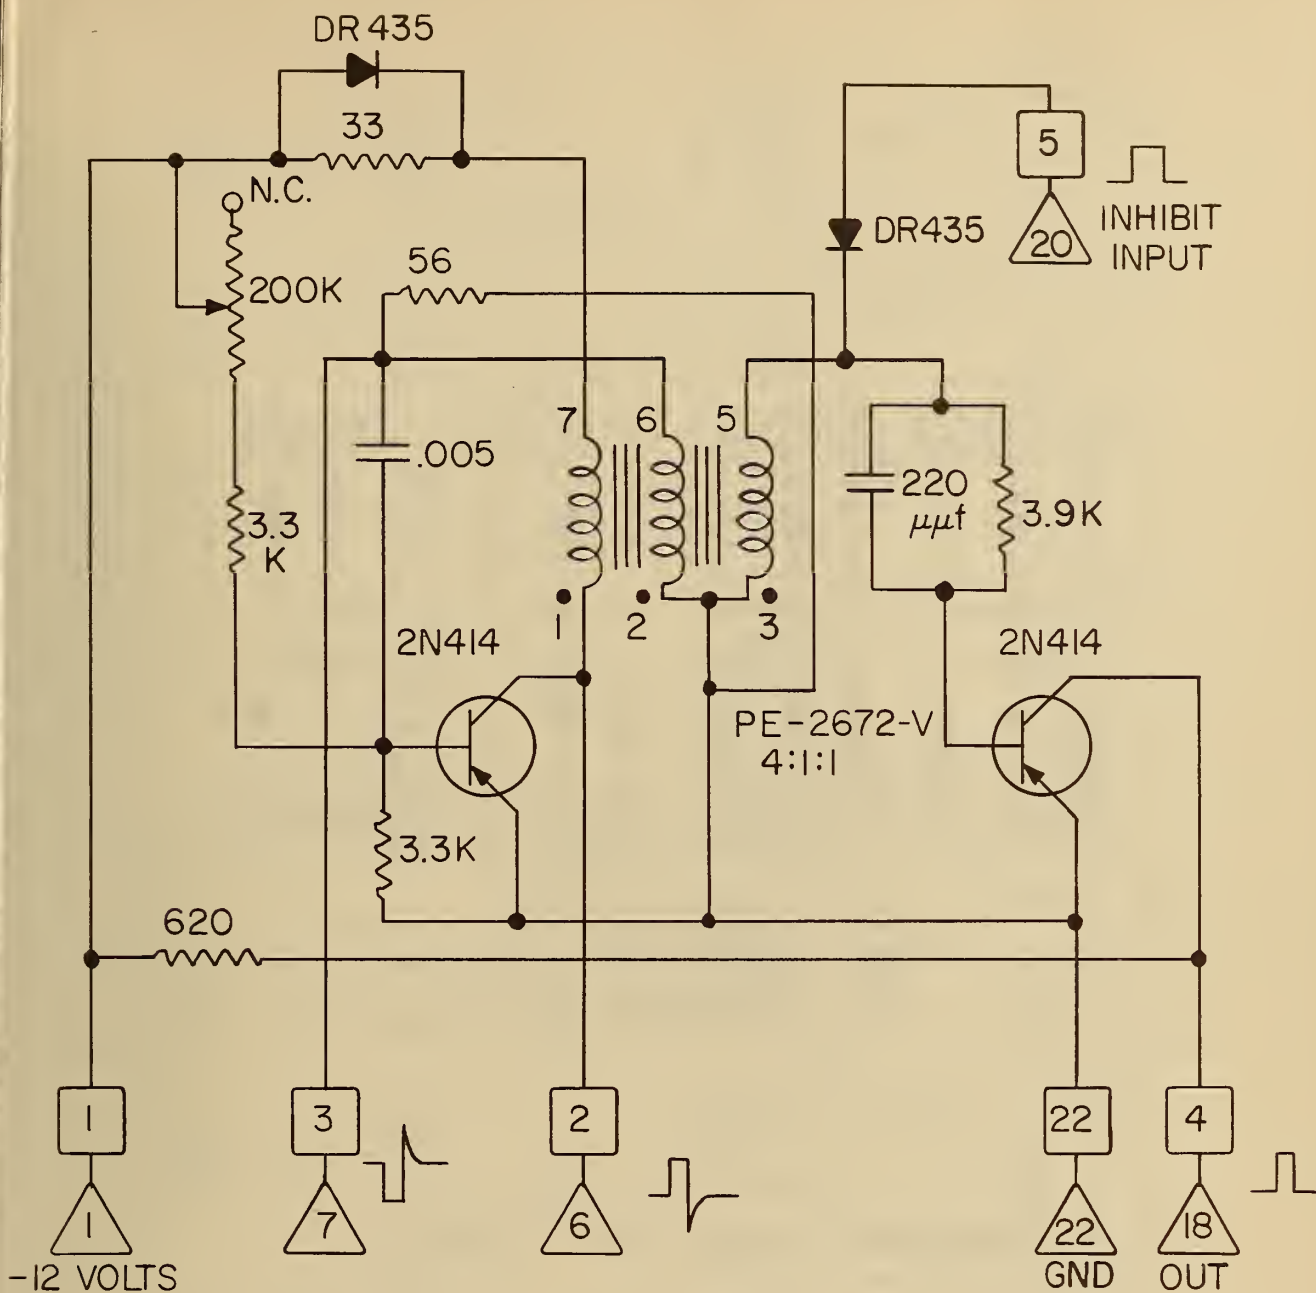 DR 435
33
N.C.
200K
5
INHIBIT
INPUT
20
DR435
56
7
6
5
.005
220
μμf
3.9K
3.3
K
1
2
3
2N414
2N414
PE-2672-V
4:1:1
3.3K
620
1
3
2
22
4
1
7
6
22
18
-12 VOLTS
GND
OUT